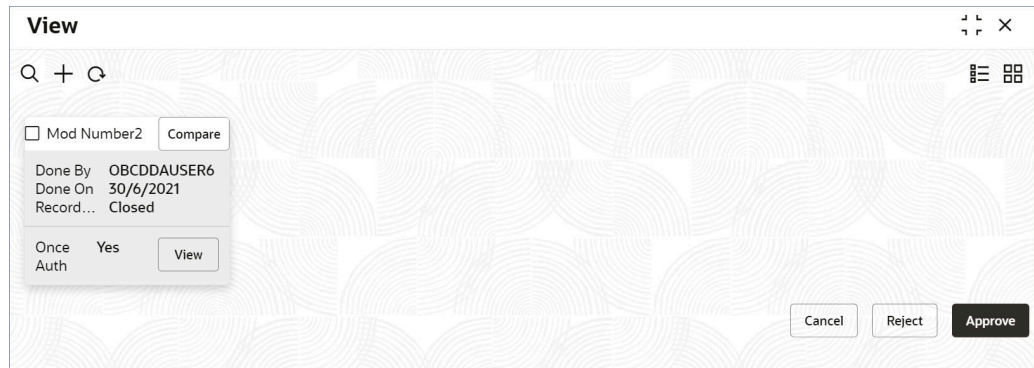 View
Mod Number2 Compare
Done By OBCDDAUSER6
Done On 30/6/2021
Record... Closed
Once Auth Yes View
Cancel Reject Approve